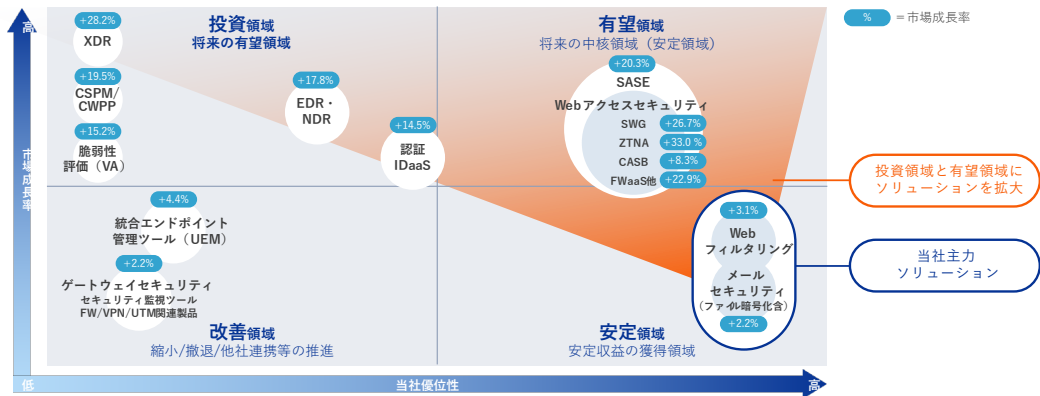 高
市場成長率
投資領域
将来の有望領域
有望領域
将来の中核領域（安定領域）
% ＝市場成長率
+28.2%
XDR
+19.5%
CSPM/
CWPP
+15.2%
脆弱性
評価（VA）
+17.8%
EDR・
NDR
+14.5%
認証
IDaaS
+20.3%
SASE
Webアクセスセキュリティ
SWG +26.7%
ZTNA +33.0 %
CASB +8.3%
FWaaS他 +22.9%
投資領域と有望領域に
ソリューションを拡大
+4.4%
統合エンドポイント
管理ツール（UEM）
+2.2%
ゲートウェイセキュリティ
セキュリティ監視ツール
FW/VPN/UTM関連製品
改善領域
縮小/撤退/他社連携等の推進
+3.1%
Web
フィルタリング
メール
セキュリティ
（ファイル暗号化含）
+2.2%
当社主力
ソリューション
安定領域
安定収益の獲得領域
低
当社優位性
高